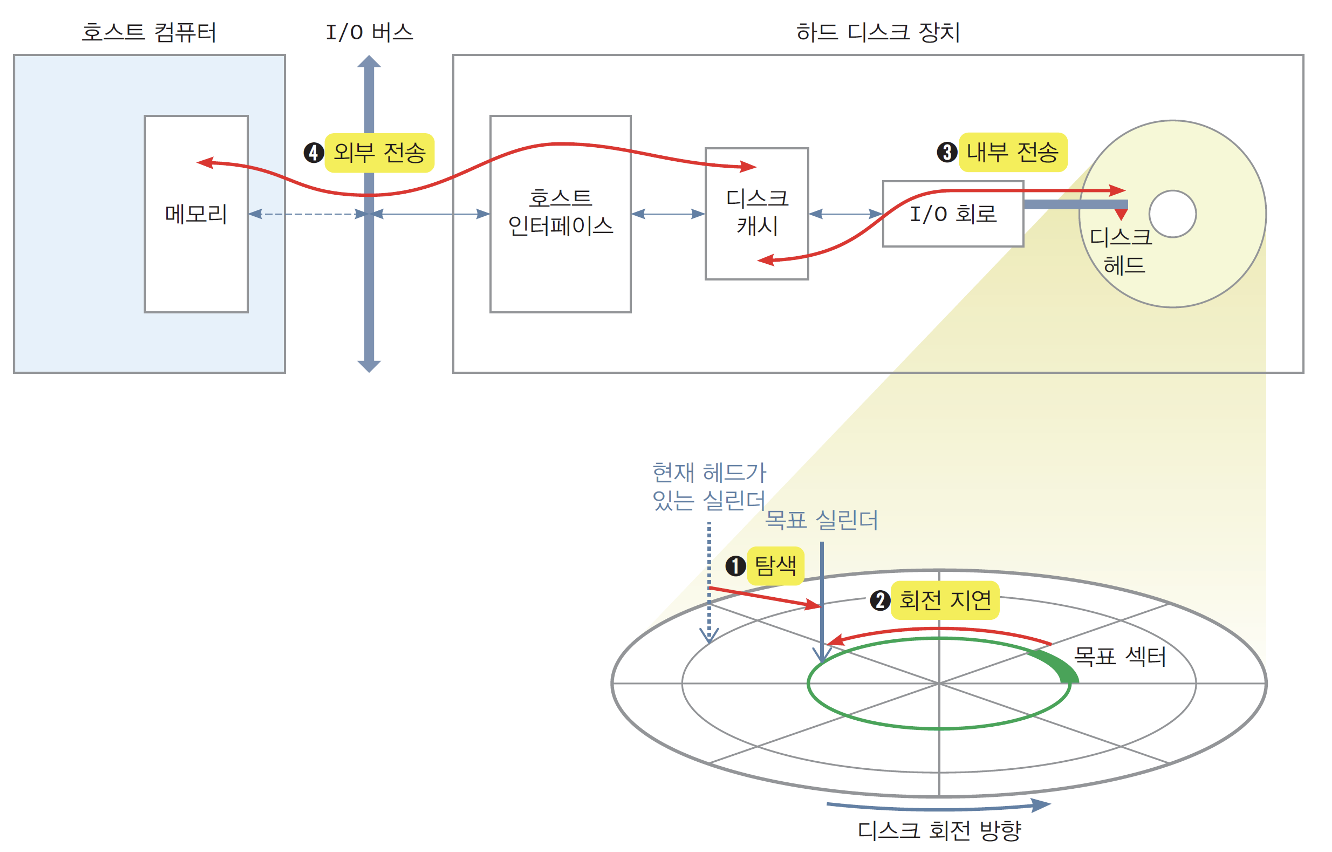 호스트 컴퓨터
I/O 버스
하드 디스크 장치
❹ 외부 전송
❸ 내부 전송
메모리
호스트
인터페이스
디스크
캐시
I/O 회로
디스크
헤드
현재 헤드가
있는 실린더
목표 실린더
❶ 탐색
❷ 회전 지연
목표 섹터
디스크 회전 방향